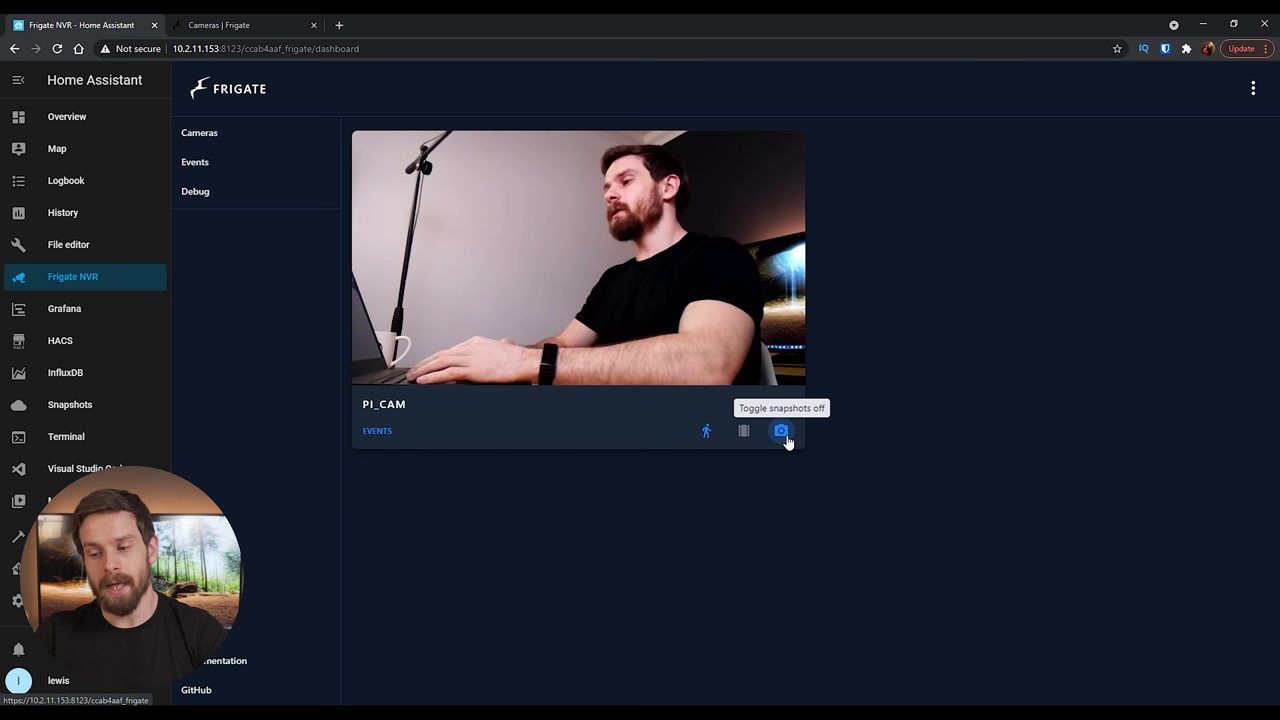 Frigate NVR - Home Assistant
Cameras | Frigate
Not secure
10.2.11.153:8123/ccab4aaf_frigate/dashboard
Update
Home Assistant
FRIGATE
Overview
Map
Logbook
History
File editor
Frigate NVR
Grafana
HACS
InfluxDB
Snapshots
Terminal
Visual Studio
lewis
Cameras
Events
Debug
PI_CAM
Toggle snapshots off
EVENTS
GitHub
https://10.2.11.153:8123/ccab4aaf_frigate